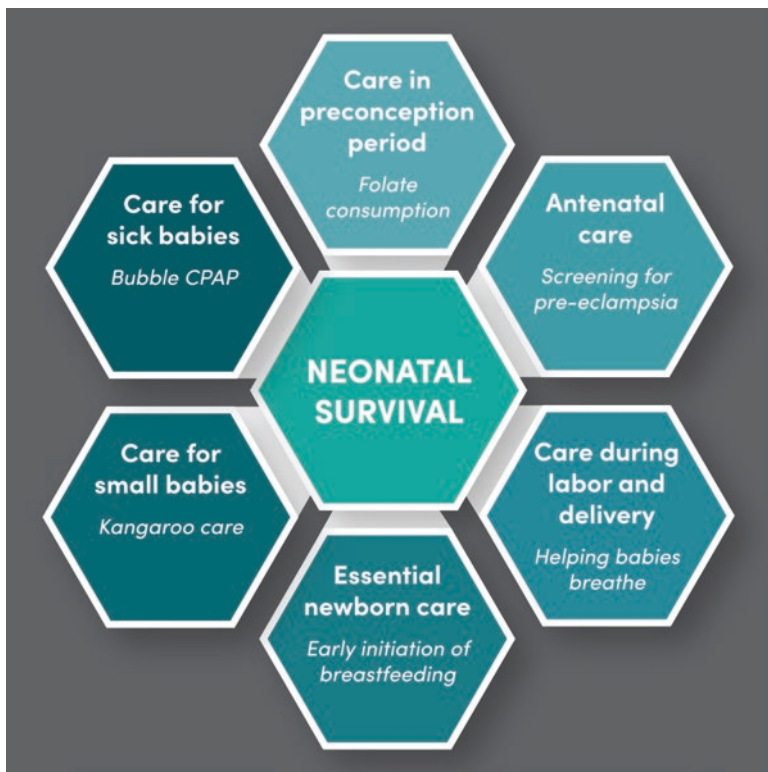 Care in
preconception
period
Folate
consumption
Antenatal
care
Screening for
pre-eclampsia
Care during
labor and
delivery
Helping babies
breathe
Essential
newborn care
Early initiation of
breastfeeding
Care for
small babies
Kangaroo care
Care for
sick babies
Bubble CPAP
NEONATAL
SURVIVAL